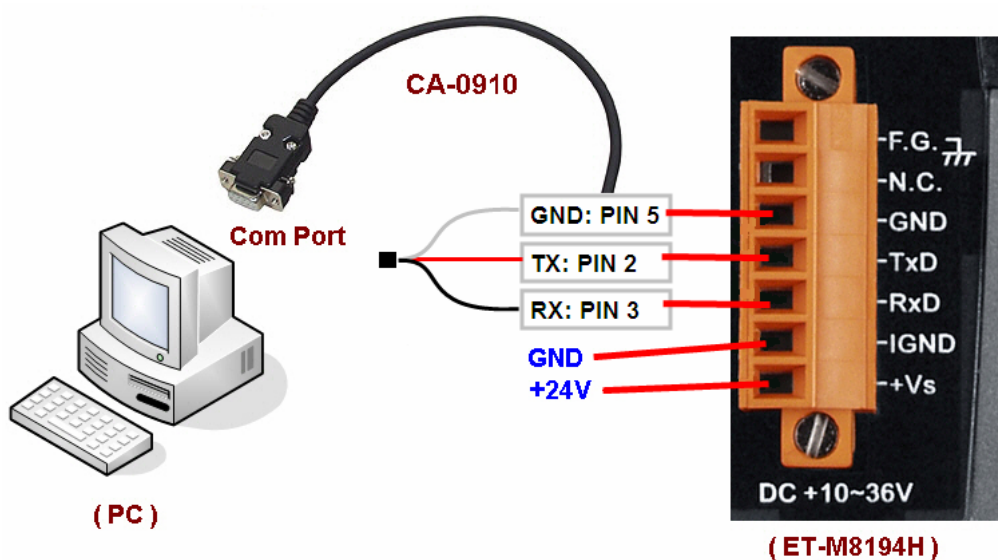 CA-0910
Com Port
GND: PIN 5
TX: PIN 2
RX: PIN 3
GND
+24V
F.G.
N.C.
GND
TxD
RxD
IGND
+Vs
DC +10~36V
( PC )
( ET-M8194H )